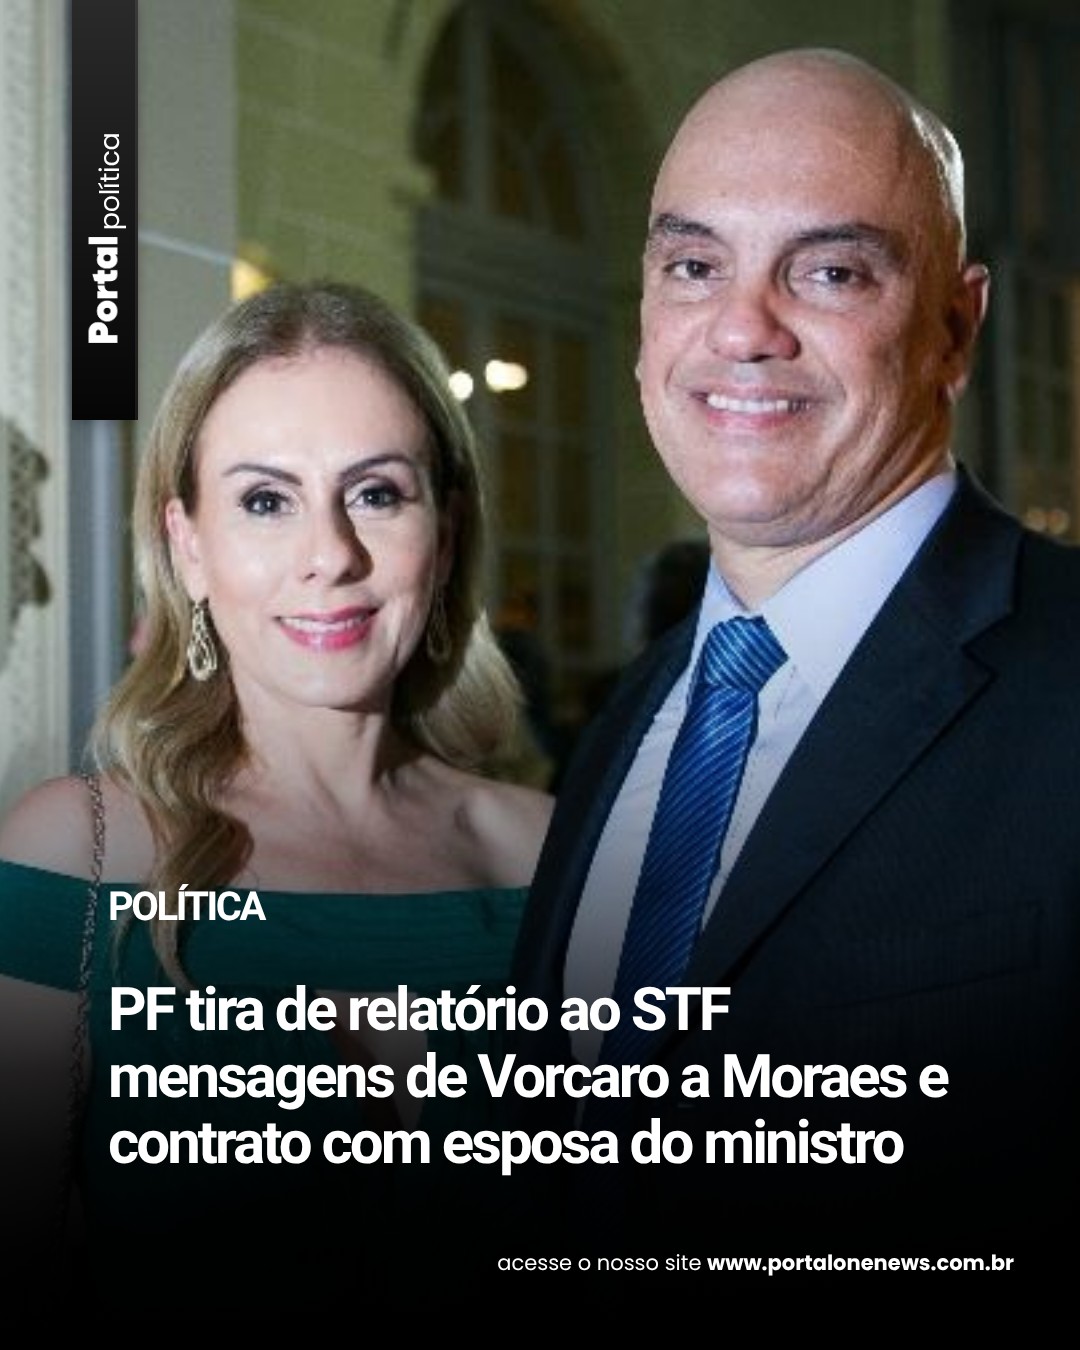 Portal política
POLÍTICA
PF tira de relatório ao STF
mensagens de Vorcaro a Moraes e
contrato com esposa do ministro
acesse o nosso site www.portalonenews.com.br